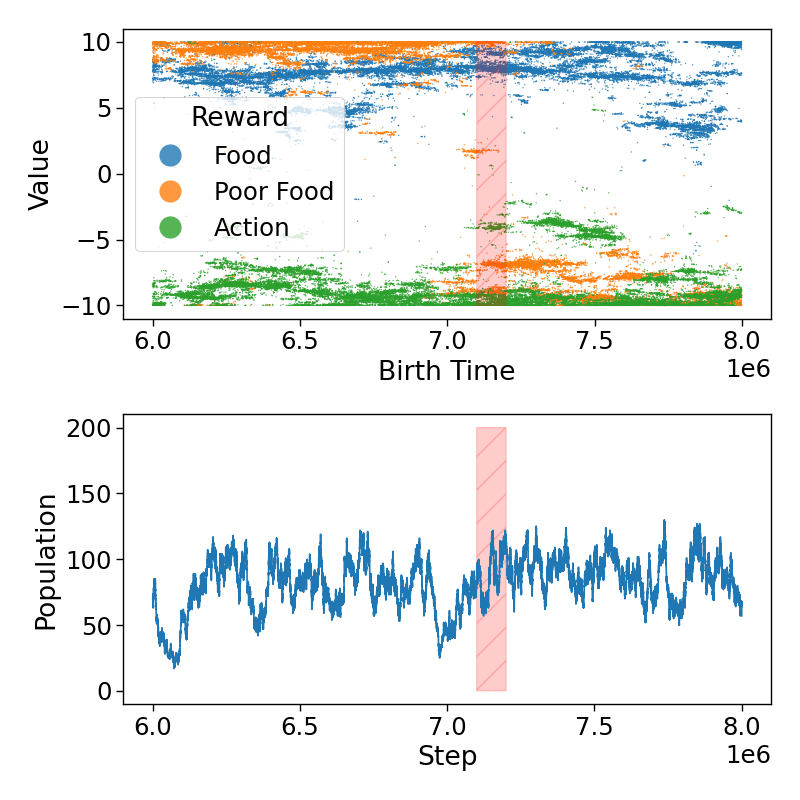 10
5
0
−5
−10
Value
Reward
Food
Poor Food
Action
6.0 6.5 7.0 7.5 8.0
Birth Time
1e6
200
150
100
50
0
Population
6.0 6.5 7.0 7.5 8.0
Step
1e6